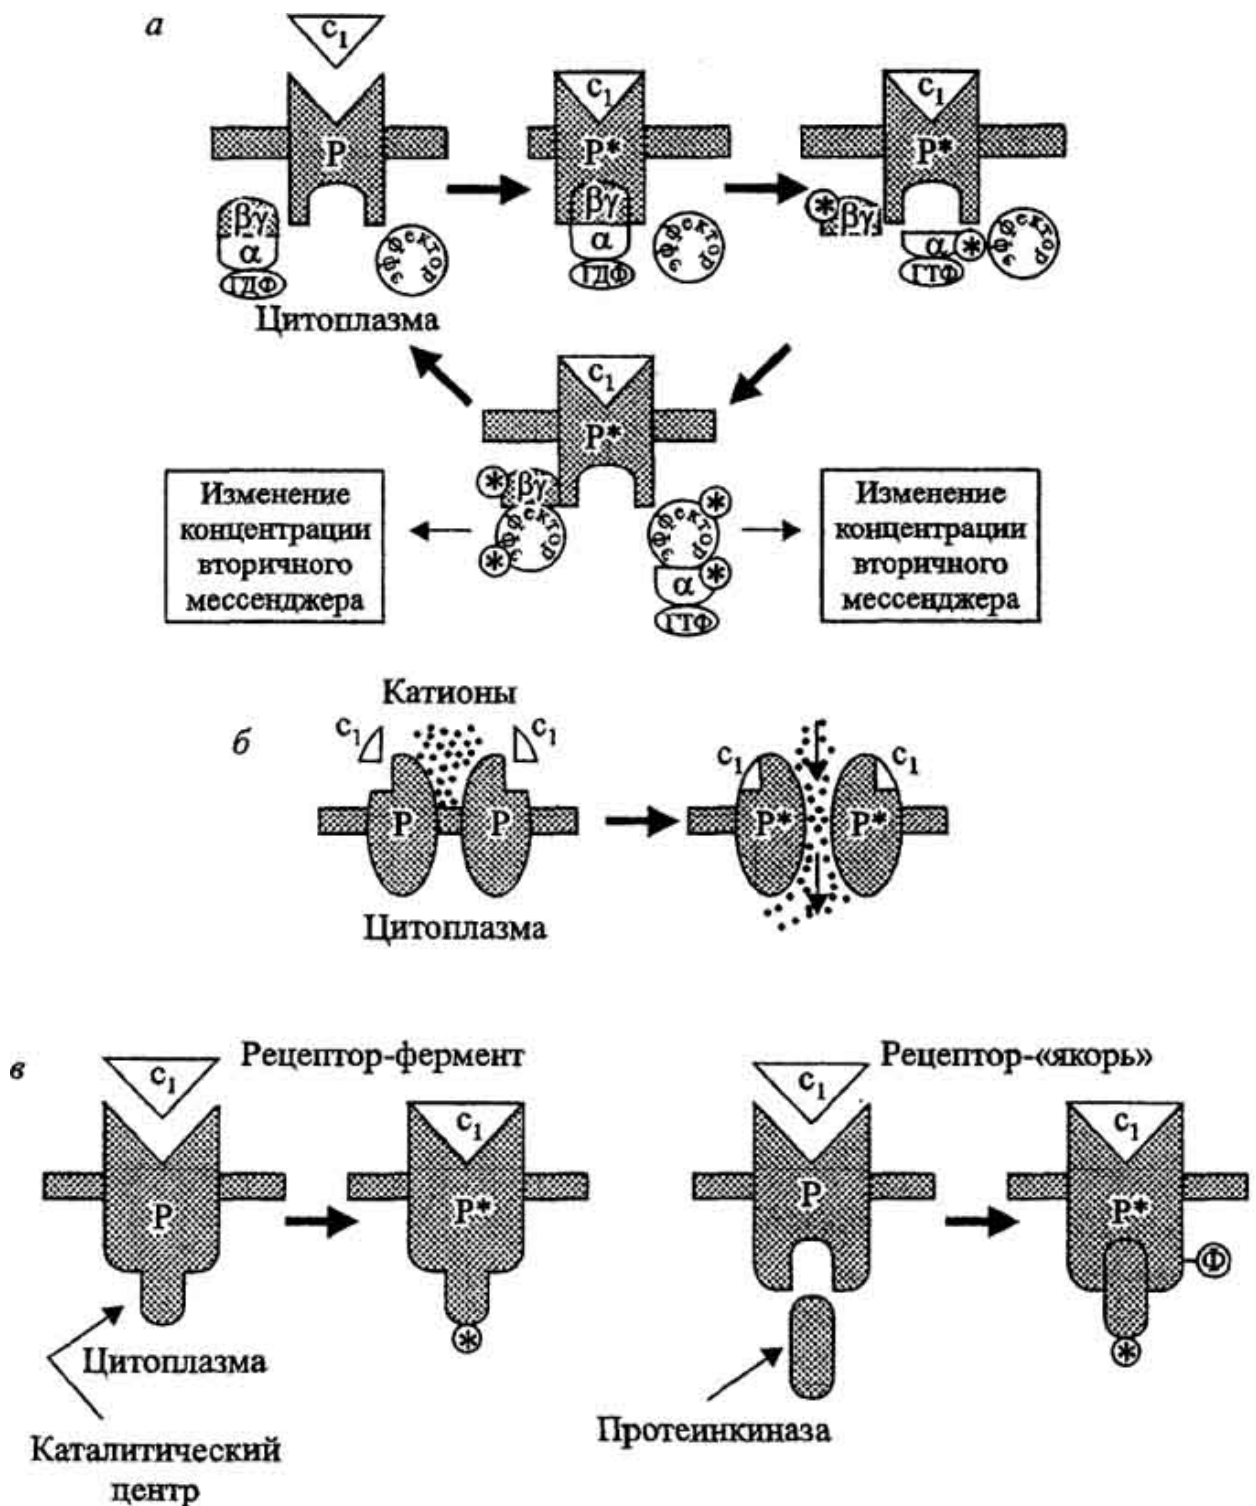 а
c1
P
βγ
α
ГДФ
эффектор
Цитоплазма
c1
P*
βγ
α
ГДФ
эффектор
c1
P*
*
βγ
α
*
ГТФ
эффектор
c1
P*
*
βγ
эффектор
*
*
эффектор
*
α
ГТФ
Изменение
концентрации
вторичного
мессенджера
Изменение
концентрации
вторичного
мессенджера
б
Катионы
c1
c1
P
P
Цитоплазма
c1
c1
P*
P*
в
Рецептор-фермент
c1
P
c1
P*
*
Цитоплазма
Каталитический
центр
Рецептор-«якорь»
c1
P
c1
P*
Ф
*
Протеинкиназа